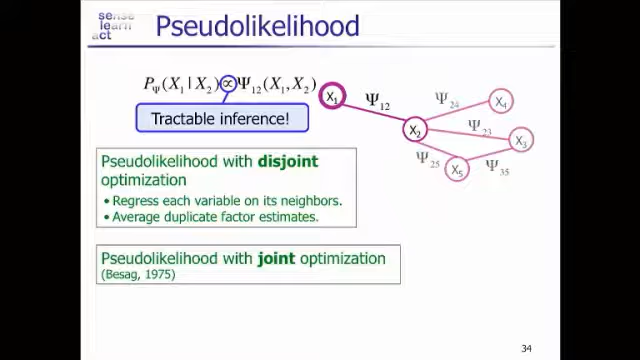 sense
learn
act
Pseudolikelihood
P_Ψ(X₁ | X₂) ∝ Ψ₁₂(X₁, X₂)
Tractable inference!
X₁
Ψ₁₂
X₂
Ψ₂₄
X₄
Ψ₂₃
X₃
Ψ₂₅
X₅
Ψ₃₅
Pseudolikelihood with disjoint
optimization
• Regress each variable on its neighbors.
• Average duplicate factor estimates.
Pseudolikelihood with joint optimization
(Besag, 1975)
34